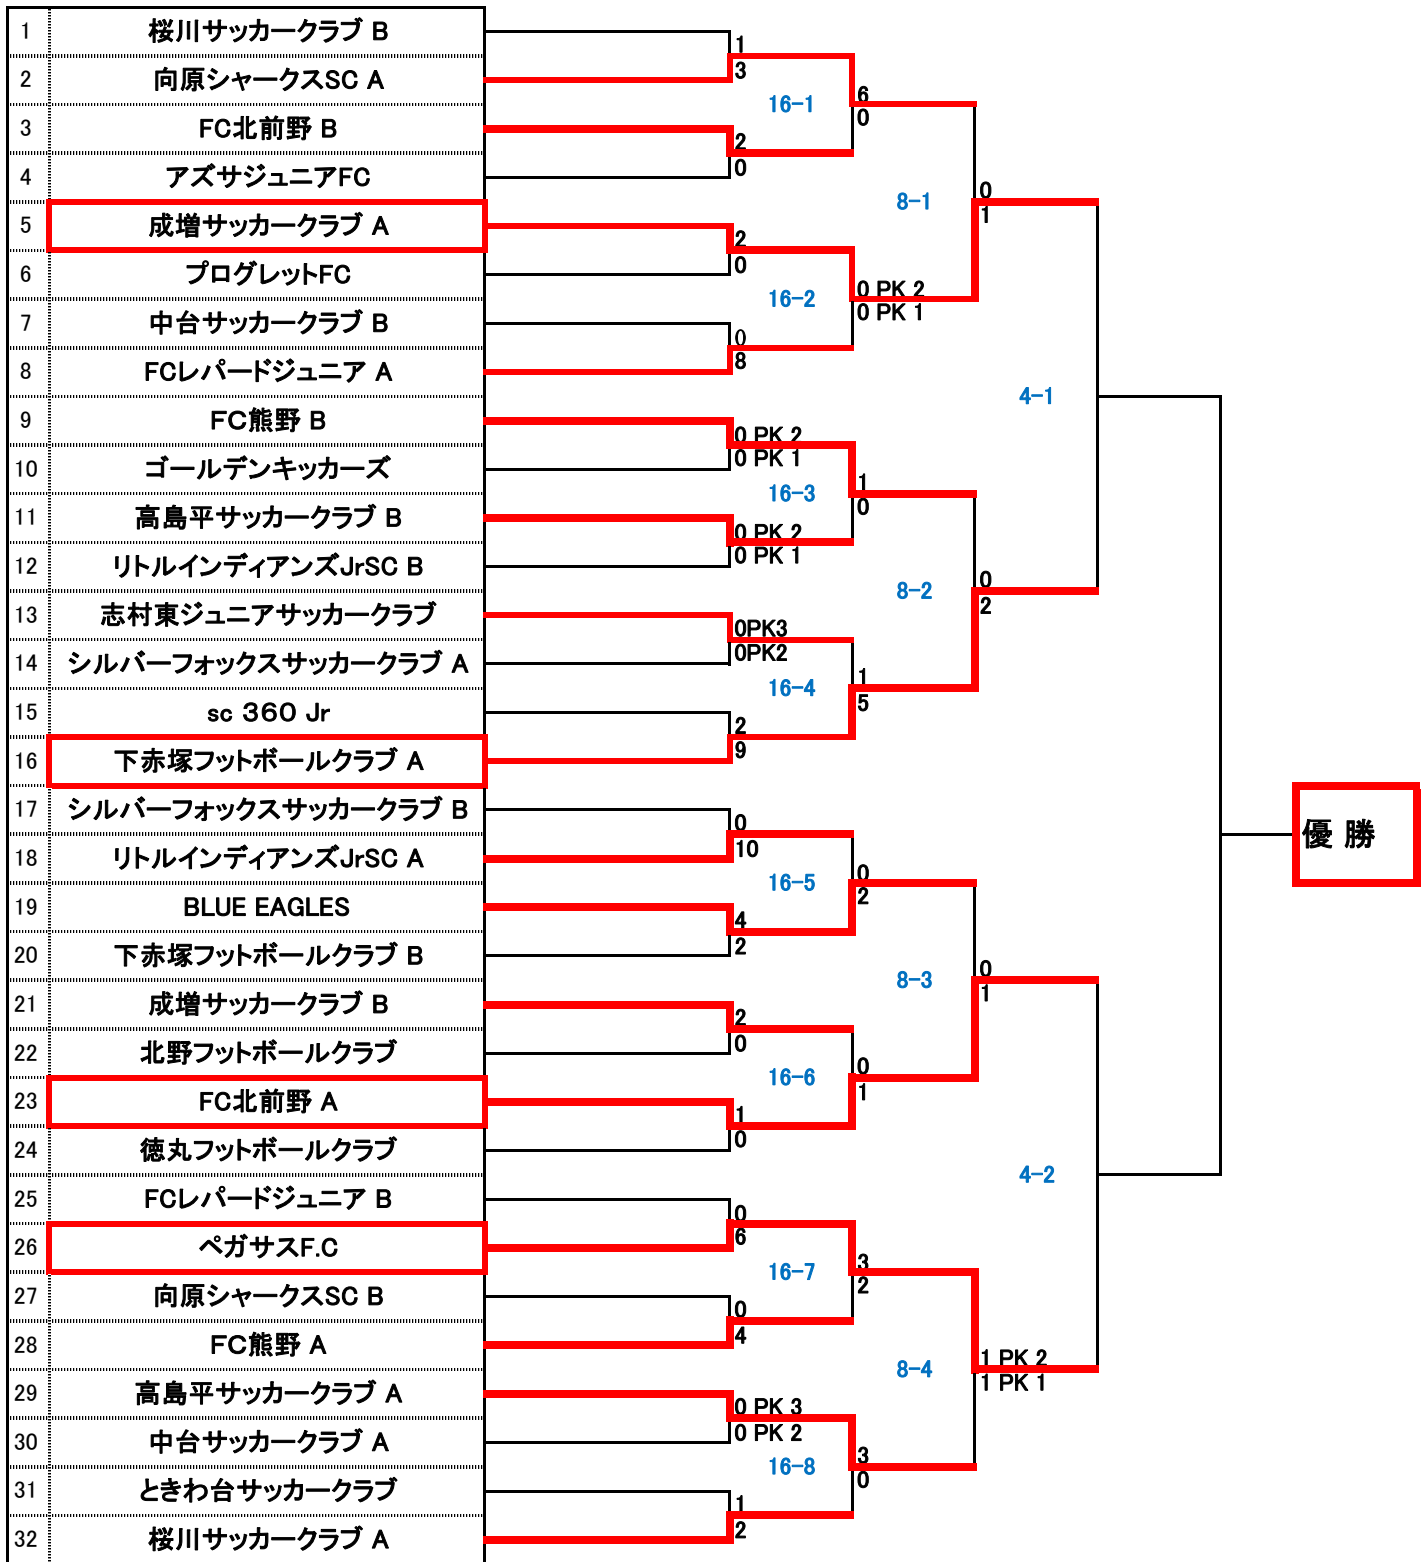 1 桜川サッカークラブ B
2 向原シャークスSC A
3 FC北前野 B
4 アズサジュニアFC
5 成増サッカークラブ A
6 プログレットFC
7 中台サッカークラブ B
8 FCレパードジュニア A
9 FC熊野 B
10 ゴールデンキッカーズ
11 高島平サッカークラブ B
12 リトルインディアンズJrSC B
13 志村東ジュニアサッカークラブ
14 シルバーフォックスサッカークラブ A
15 sc 360 Jr
16 下赤塚フットボールクラブ A
17 シルバーフォックスサッカークラブ B
18 リトルインディアンズJrSC A
19 BLUE EAGLES
20 下赤塚フットボールクラブ B
21 成増サッカークラブ B
22 北野フットボールクラブ
23 FC北前野 A
24 徳丸フットボールクラブ
25 FCレパードジュニア B
26 ペガサスF.C
27 向原シャークスSC B
28 FC熊野 A
29 高島平サッカークラブ A
30 中台サッカークラブ A
31 ときわ台サッカークラブ
32 桜川サッカークラブ A
1
3
2
0
2
0
0
8
0 PK 2
0 PK 1
0 PK 2
0 PK 1
0PK3
0PK2
2
9
0
10
4
2
2
0
1
0
0
6
0
4
0 PK 3
0 PK 2
1
2
16-1
16-2
16-3
16-4
16-5
16-6
16-7
16-8
6
0
0 PK 2
0 PK 1
1
0
1
5
0
2
0
1
3
2
3
0
8-1
8-2
8-3
8-4
0
1
0
2
0
1
1 PK 2
1 PK 1
4-1
4-2
優 勝